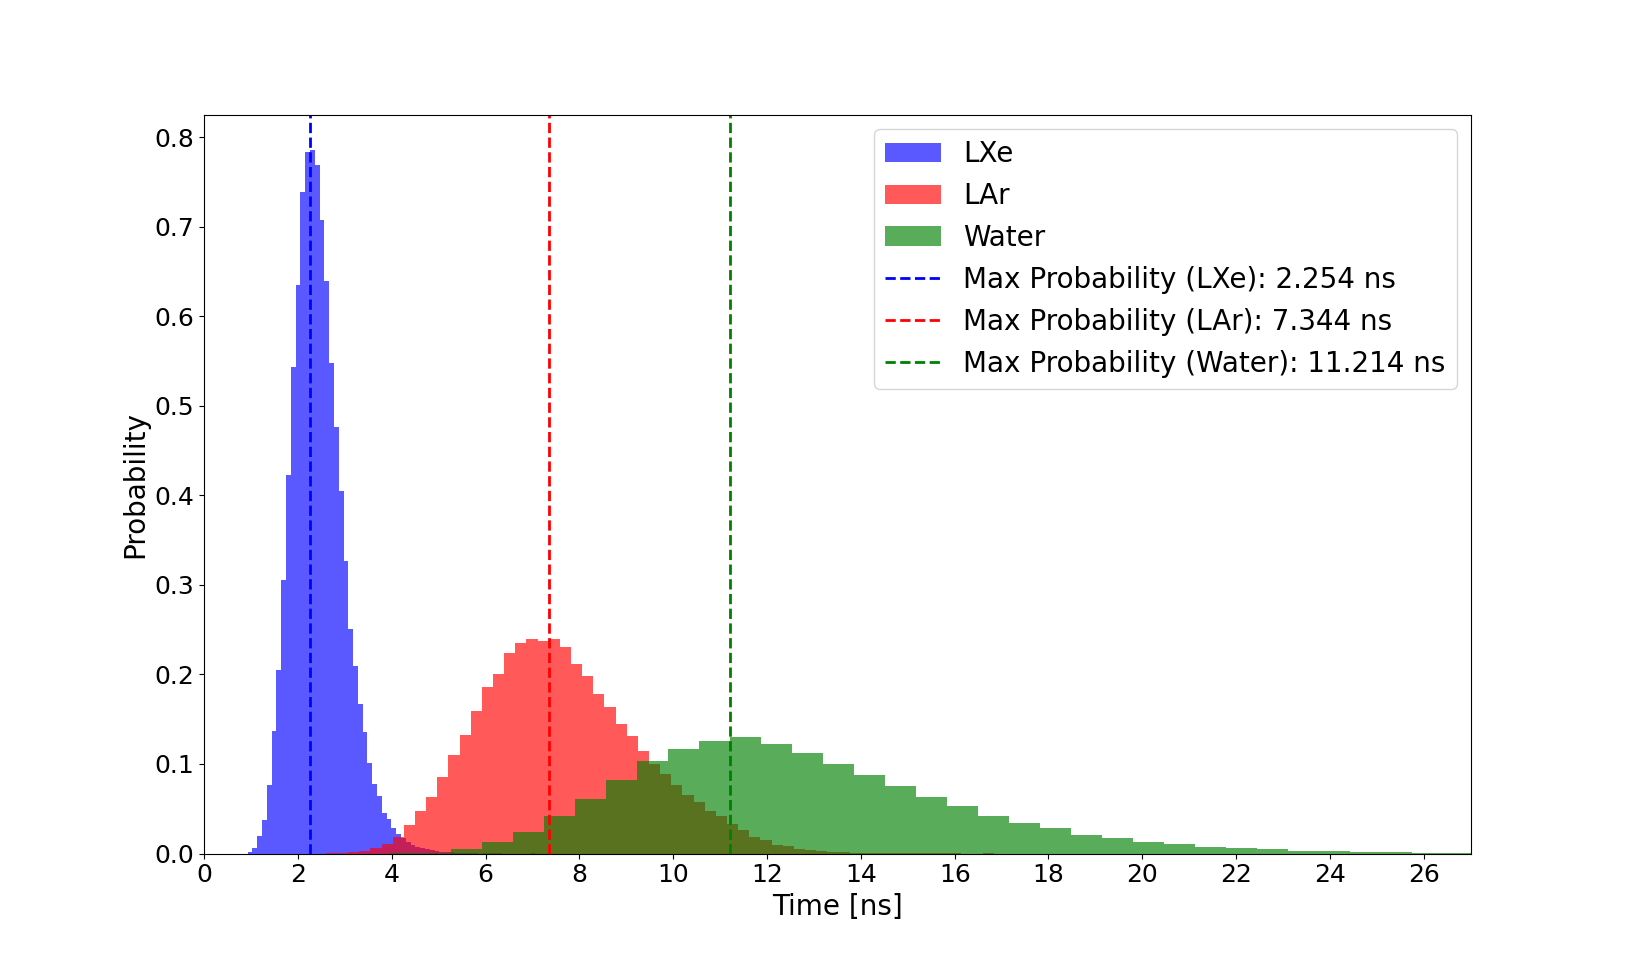 0.8
0.7
0.6
0.5
0.4
0.3
0.2
0.1
0.0
Probability
LXe
LAr
Water
Max Probability (LXe): 2.254 ns
Max Probability (LAr): 7.344 ns
Max Probability (Water): 11.214 ns
0 2 4 6 8 10 12 14 16 18 20 22 24 26
Time [ns]